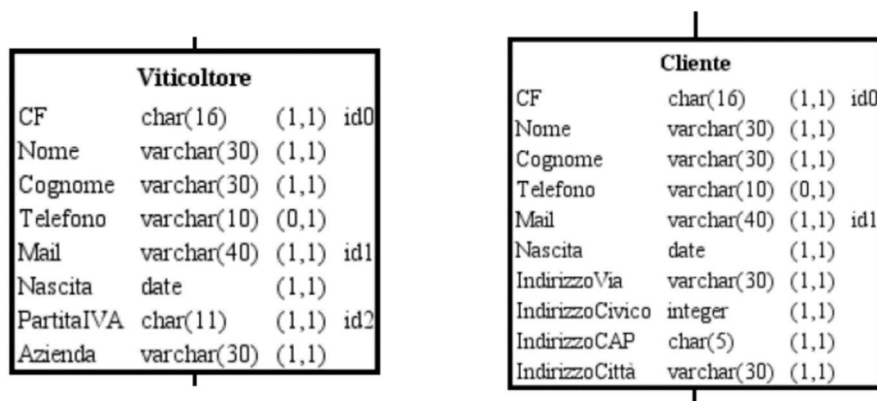 Viticoltore
CF char(16) (1,1) id0
Nome varchar(30) (1,1)
Cognome varchar(30) (1,1)
Telefono varchar(10) (0,1)
Mail varchar(40) (1,1) id1
Nascita date (1,1)
PartitaIVA char(11) (1,1) id2
Azienda varchar(30) (1,1)
Cliente
CF char(16) (1,1) id0
Nome varchar(30) (1,1)
Cognome varchar(30) (1,1)
Telefono varchar(10) (0,1)
Mail varchar(40) (1,1) id1
Nascita date (1,1)
IndirizzoVia varchar(30) (1,1)
IndirizzoCivico integer (1,1)
IndirizzoCAP char(5) (1,1)
IndirizzoCittà varchar(30) (1,1)